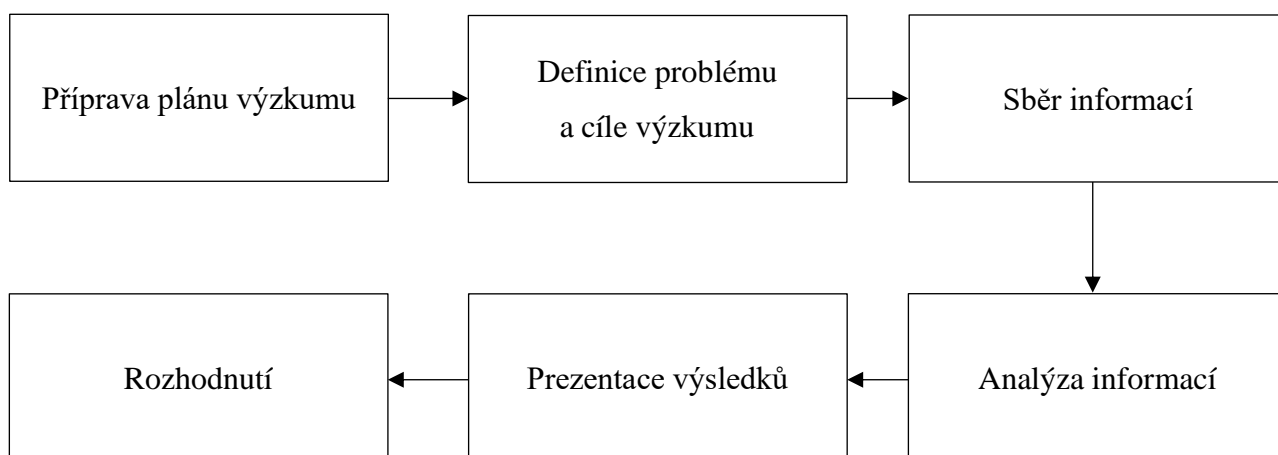 Příprava plánu výzkumu
Definice problému
a cíle výzkumu
Sběr informací
Analýza informací
Prezentace výsledků
Rozhodnutí